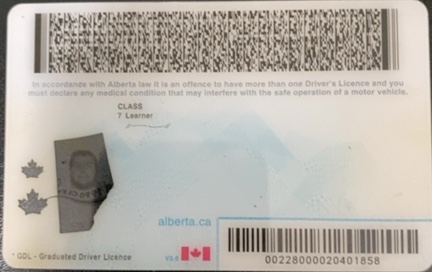 In accordance with Alberta law it is an offence to have more than one Driver's Licence and you
must declare any medical condition that may interfere with the safe operation of a motor vehicle.
CLASS
7 Learner
alberta.ca
* GDL - Graduated Driver Licence
00228000020401858